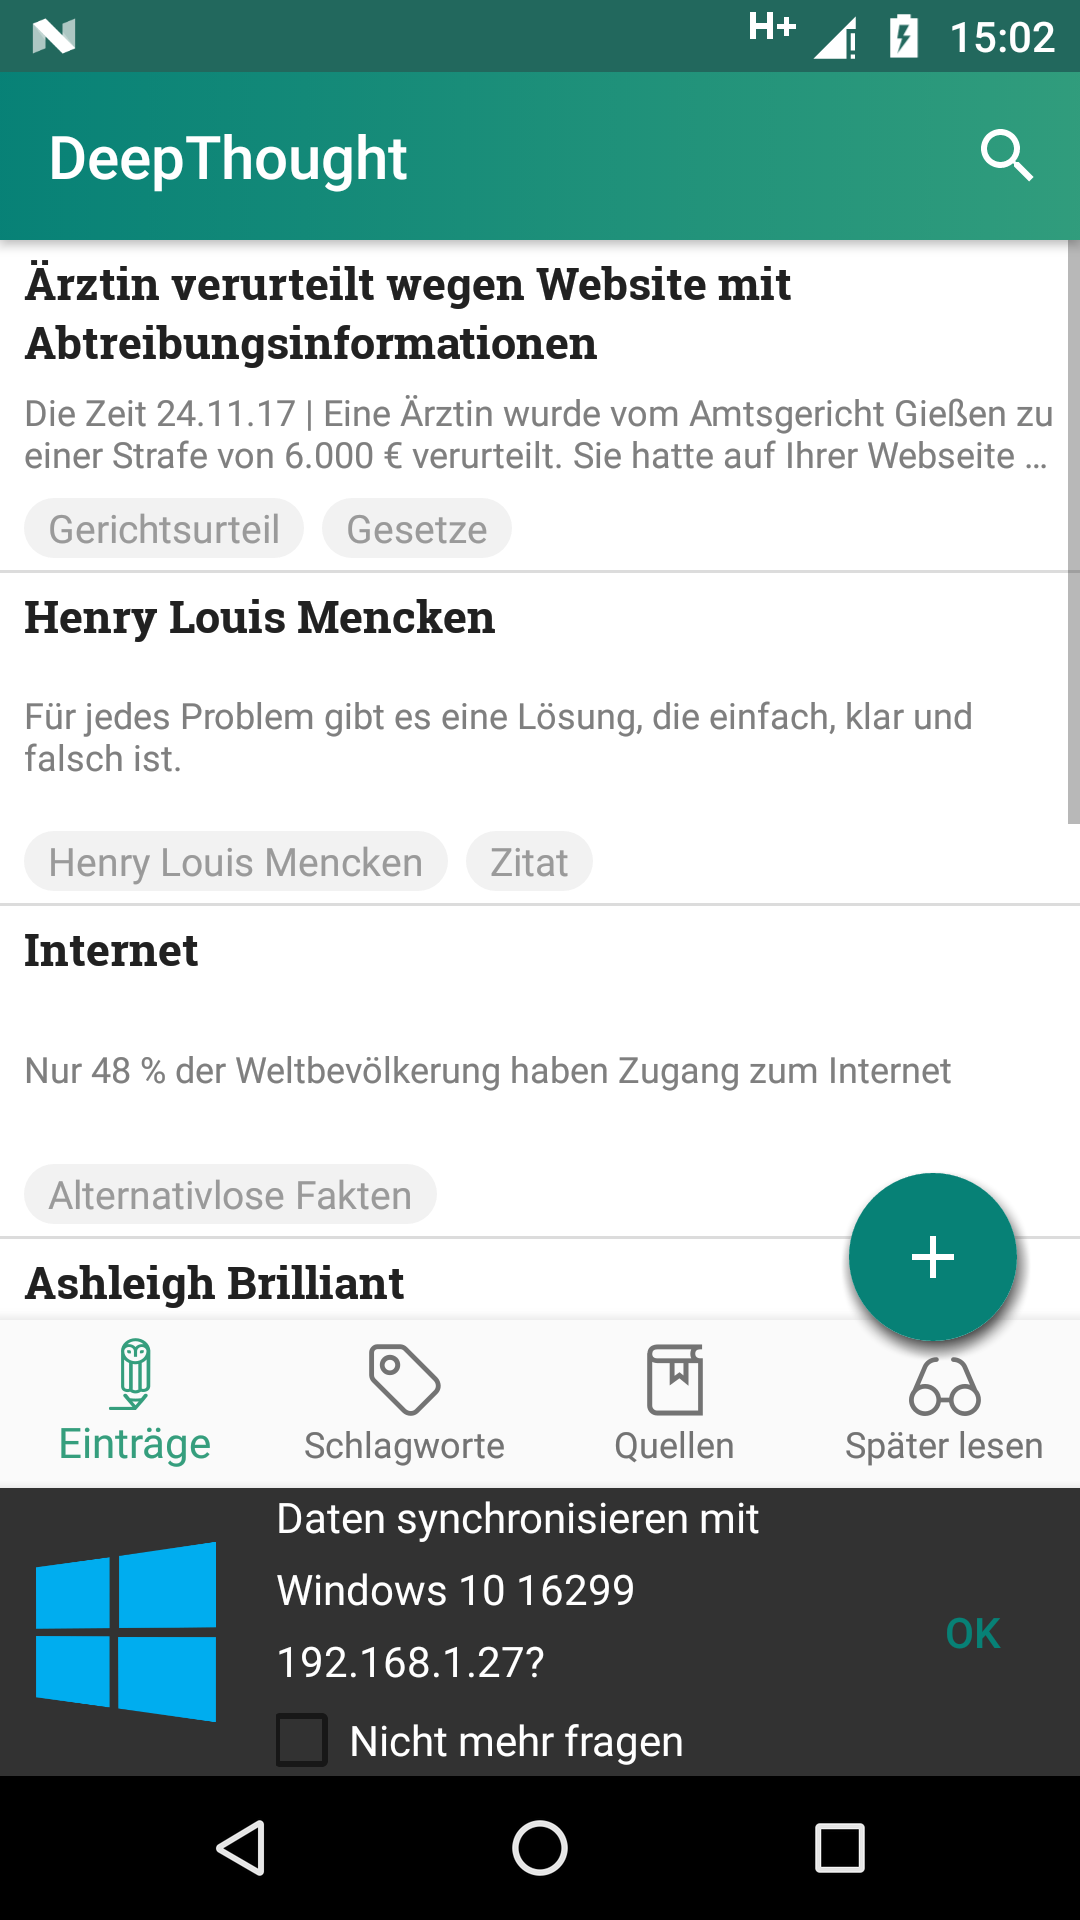 H+ 15:02
DeepThought
Ärztin verurteilt wegen Website mit
Abtreibungsinformationen
Die Zeit 24.11.17 | Eine Ärztin wurde vom Amtsgericht Gießen zu
einer Strafe von 6.000 € verurteilt. Sie hatte auf Ihrer Webseite …
Gerichtsurteil Gesetze
Henry Louis Mencken
Für jedes Problem gibt es eine Lösung, die einfach, klar und
falsch ist.
Henry Louis Mencken Zitat
Internet
Nur 48 % der Weltbevölkerung haben Zugang zum Internet
Alternativlose Fakten
Ashleigh Brilliant
Einträge Schlagworte Quellen Später lesen
Daten synchronisieren mit
Windows 10 16299
192.168.1.27?
OK
Nicht mehr fragen